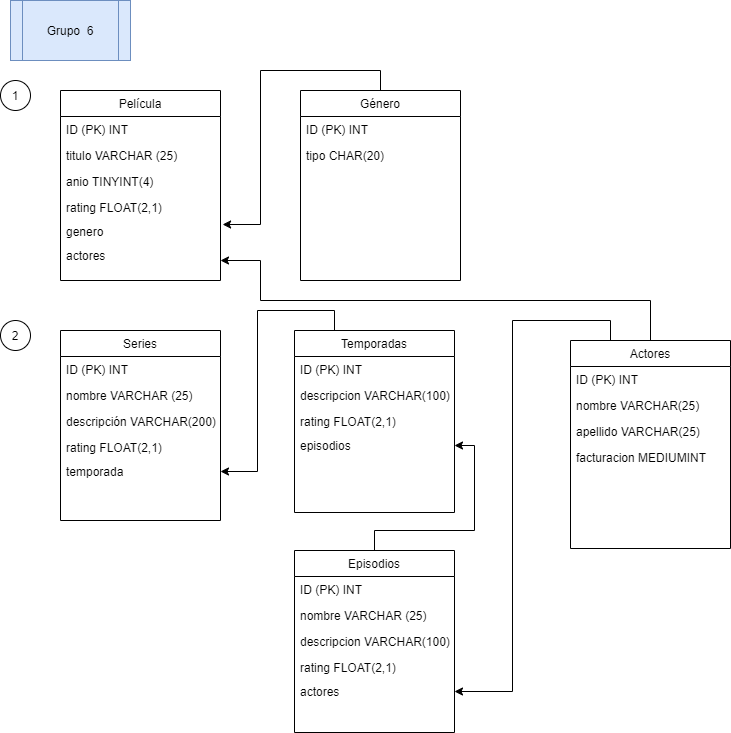 Grupo 6
1
Película
ID (PK) INT
titulo VARCHAR (25)
anio TINYINT(4)
rating FLOAT(2,1)
genero
actores
Género
ID (PK) INT
tipo CHAR(20)
2
Series
ID (PK) INT
nombre VARCHAR (25)
descripción VARCHAR(200)
rating FLOAT(2,1)
temporada
Temporadas
ID (PK) INT
descripcion VARCHAR(100)
rating FLOAT(2,1)
episodios
Actores
ID (PK) INT
nombre VARCHAR(25)
apellido VARCHAR(25)
facturacion MEDIUMINT
Episodios
ID (PK) INT
nombre VARCHAR (25)
descripcion VARCHAR(100)
rating FLOAT(2,1)
actores